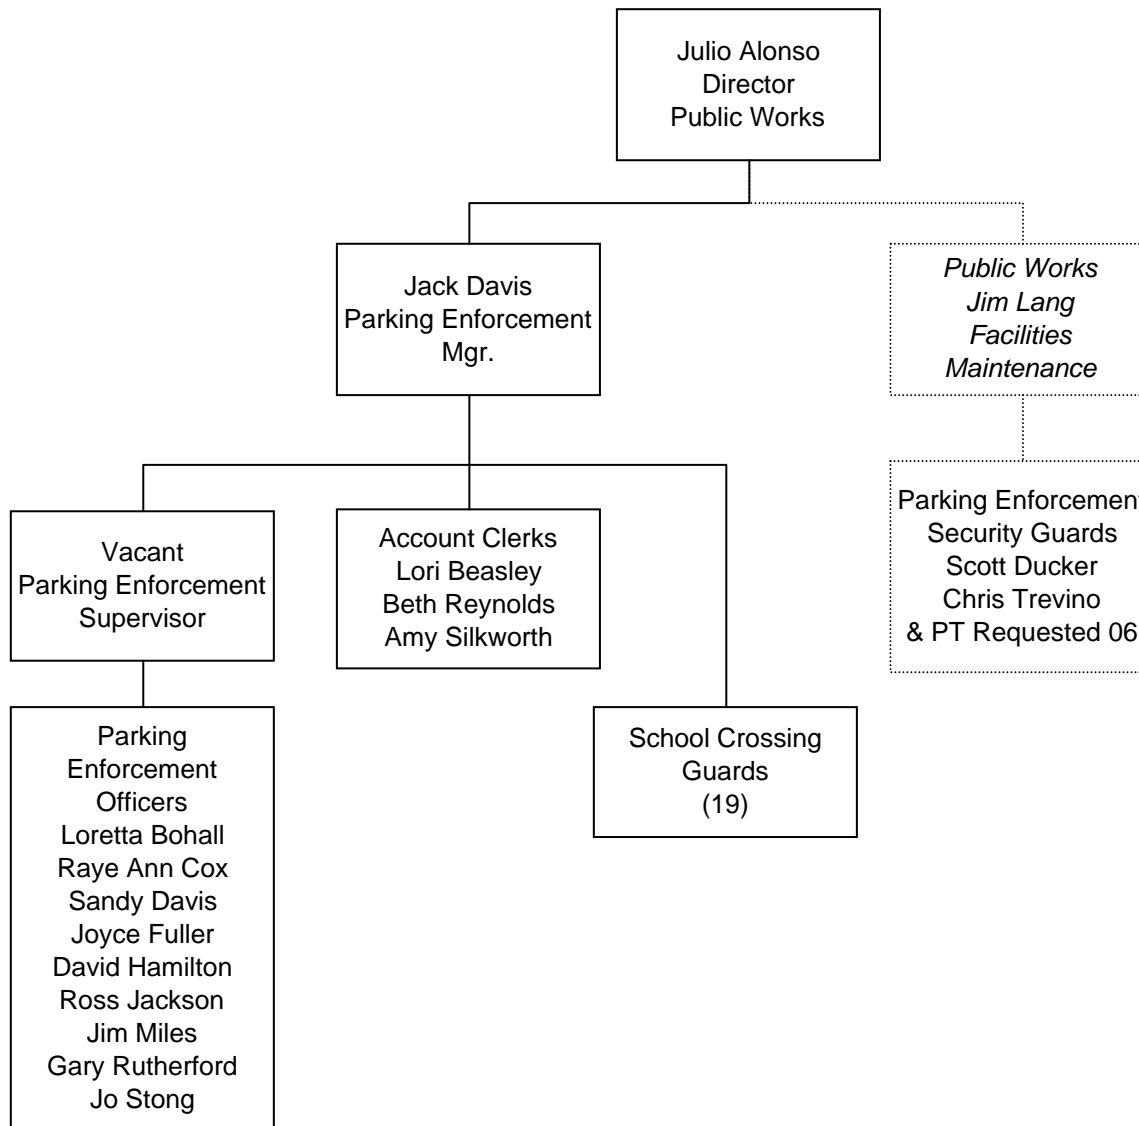 Julio Alonso
Director
Public Works
Jack Davis
Parking Enforcement
Mgr.
Public Works
Jim Lang
Facilities
Maintenance
Vacant
Parking Enforcement
Supervisor
Account Clerks
Lori Beasley
Beth Reynolds
Amy Silkworth
Parking Enforcement
Security Guards
Scott Ducker
Chris Trevino
& PT Requested 06
Parking
Enforcement
Officers
Loretta Bohall
Raye Ann Cox
Sandy Davis
Joyce Fuller
David Hamilton
Ross Jackson
Jim Miles
Gary Rutherford
Jo Stong
School Crossing
Guards
(19)